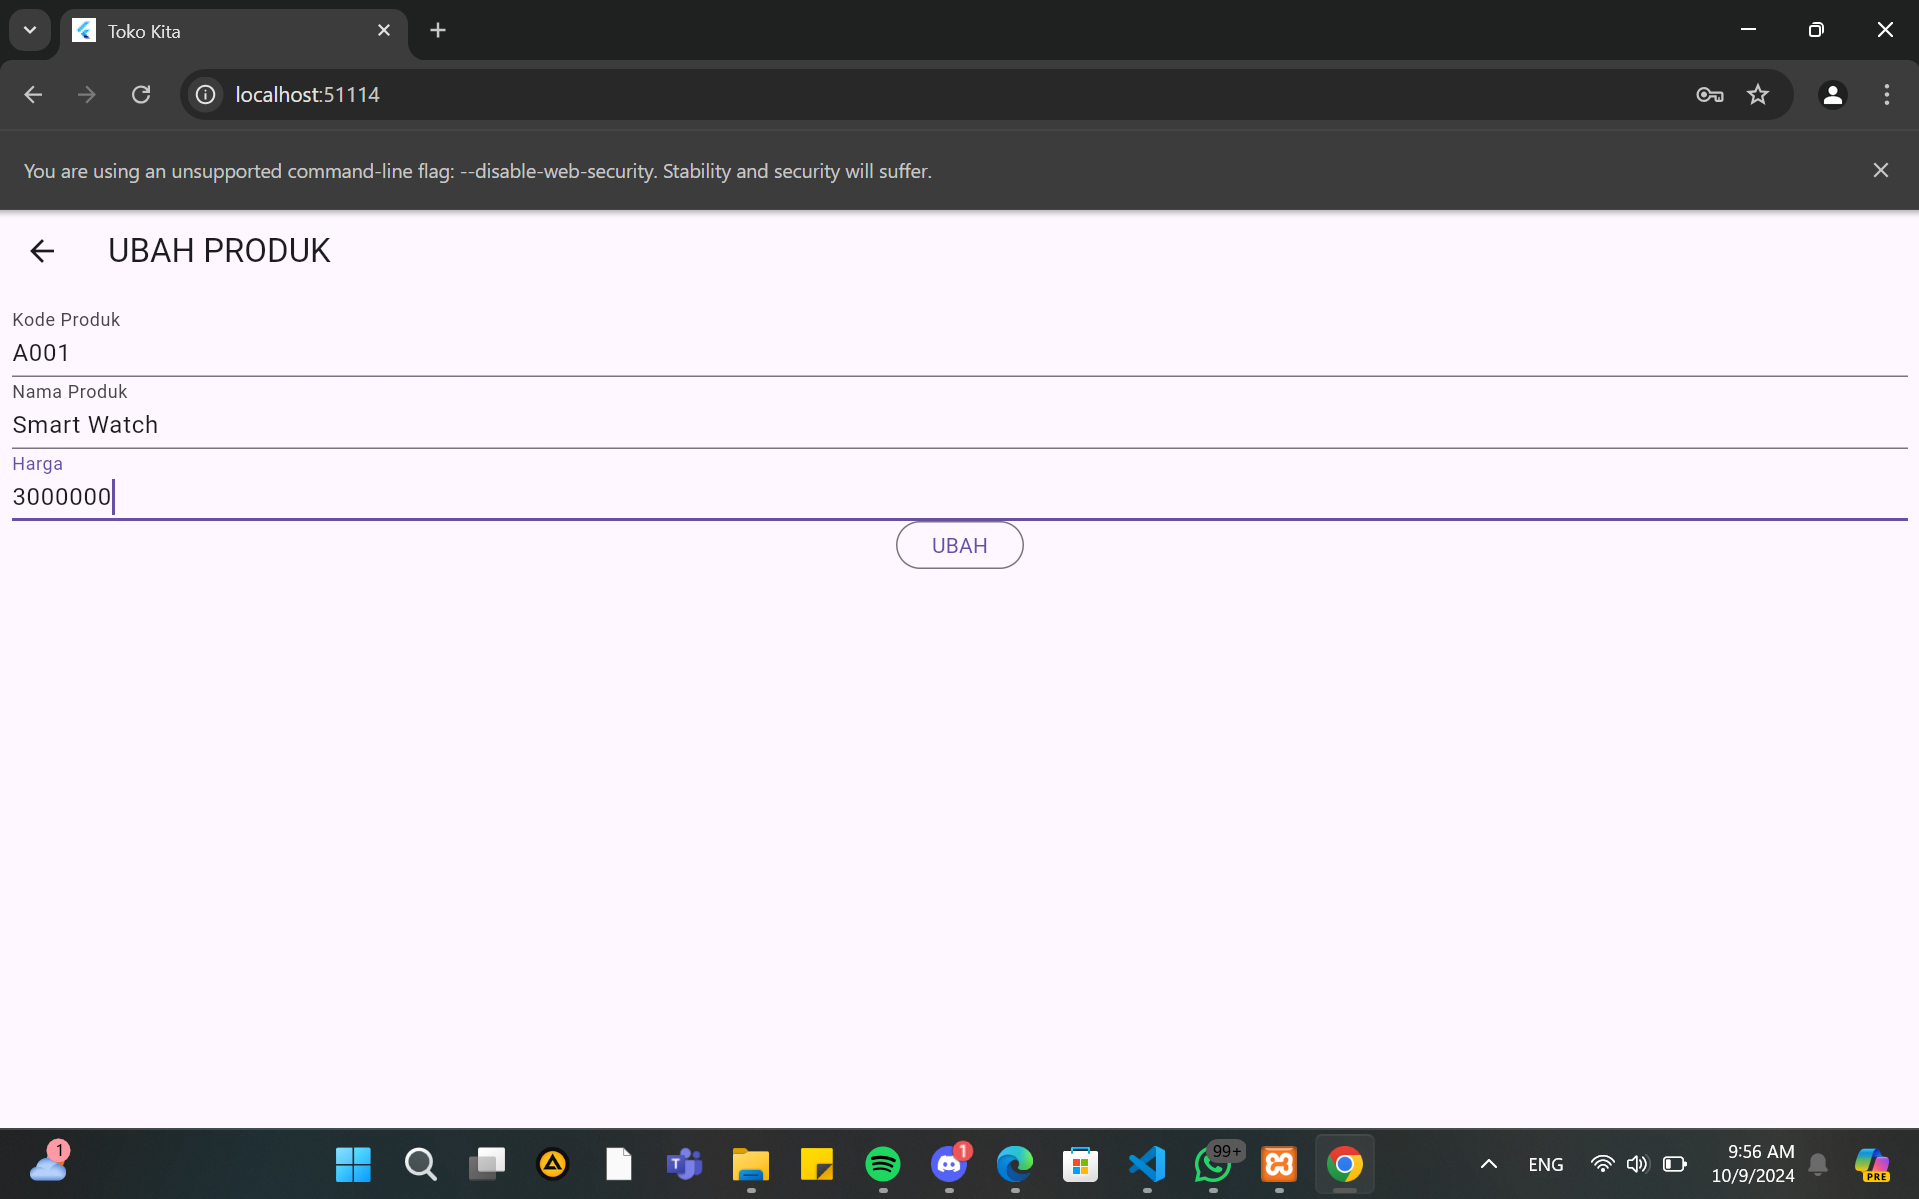 Toko Kita
localhost:51114
You are using an unsupported command-line flag: --disable-web-security. Stability and security will suffer.
UBAH PRODUK
Kode Produk
A001
Nama Produk
Smart Watch
Harga
3000000
UBAH
1
1
99+
ENG
9:56 AM
10/9/2024
PRE